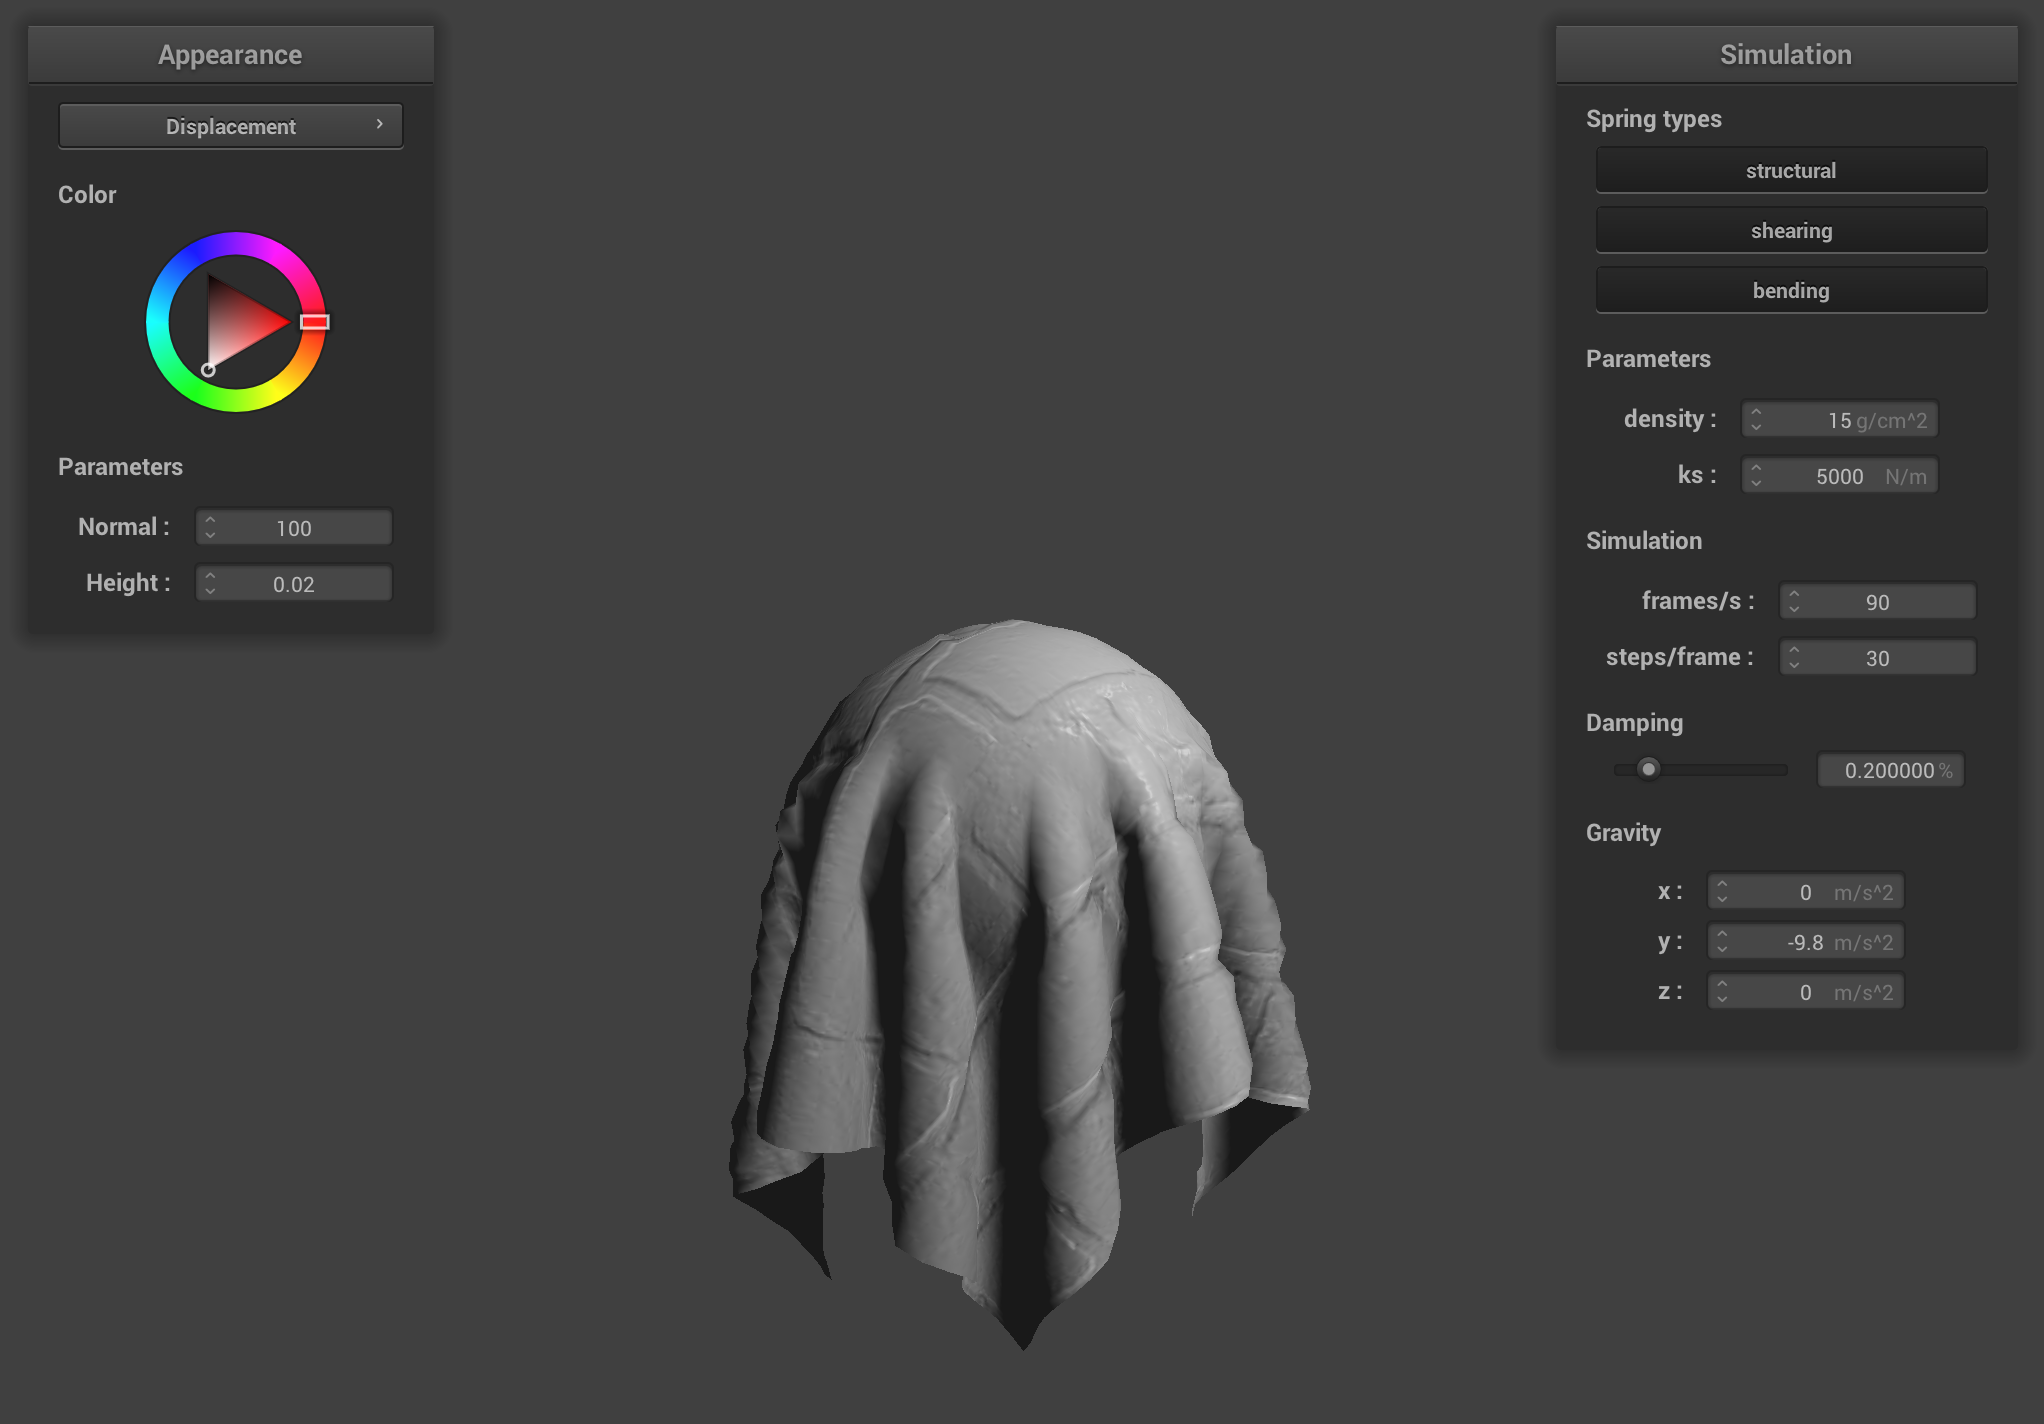 Appearance
Displacement
Color
Parameters
Normal : 100
Height : 0.02
Simulation
Spring types
structural
shearing
bending
Parameters
density : 15 g/cm^2
ks : 5000 N/m
Simulation
frames/s : 90
steps/frame : 30
Damping
0.200000 %
Gravity
x : 0 m/s^2
y : -9.8 m/s^2
z : 0 m/s^2